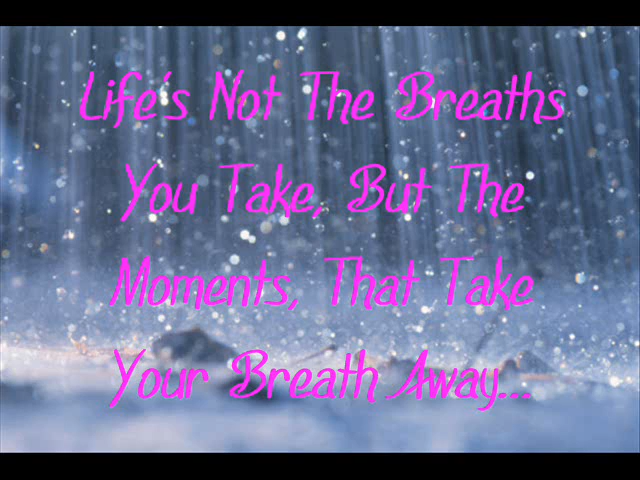 Life's Not The Breaths
You Take, But The
Moments, That Take
Your Breath Away...